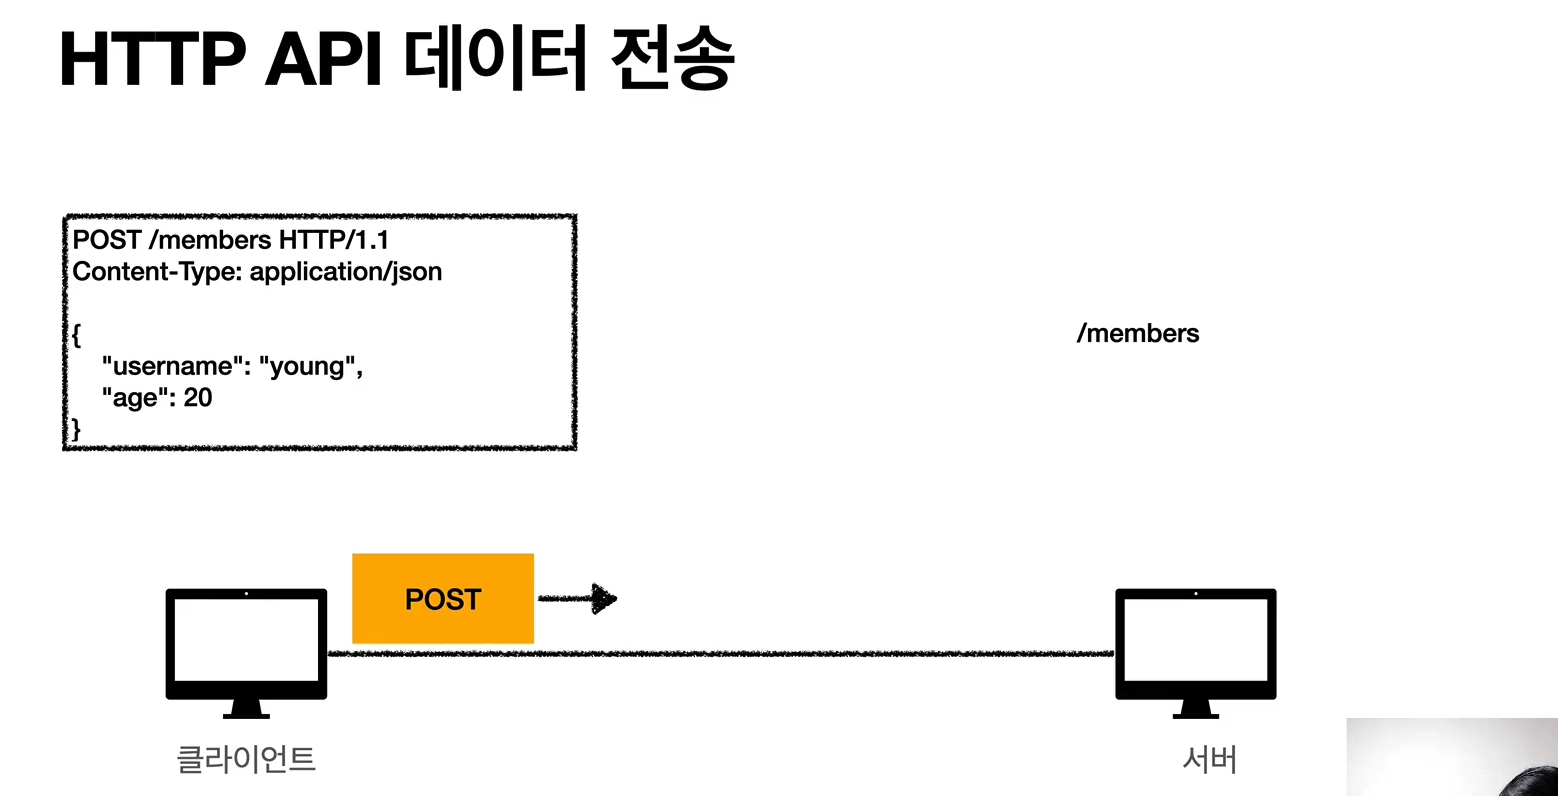 HTTP API 데이터 전송
POST /members HTTP/1.1
Content-Type: application/json
{
"username": "young",
"age": 20
}
/members
POST
클라이언트
서버